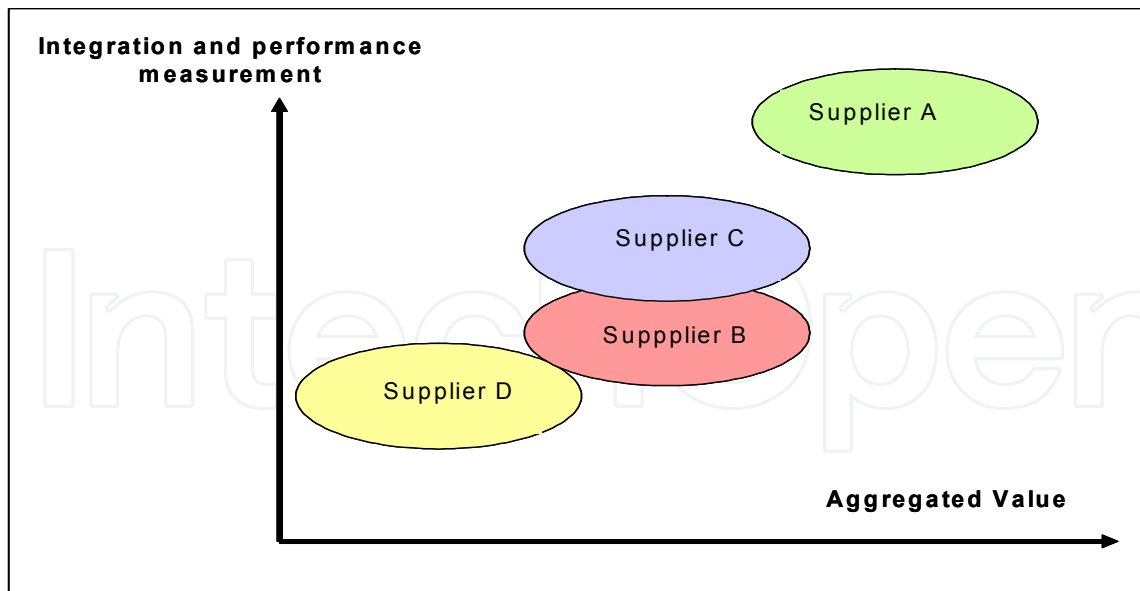 Integration and performance
measurement
Supplier A
Supplier C
Suppplier B
Supplier D
Aggregated Value
IntechOpen